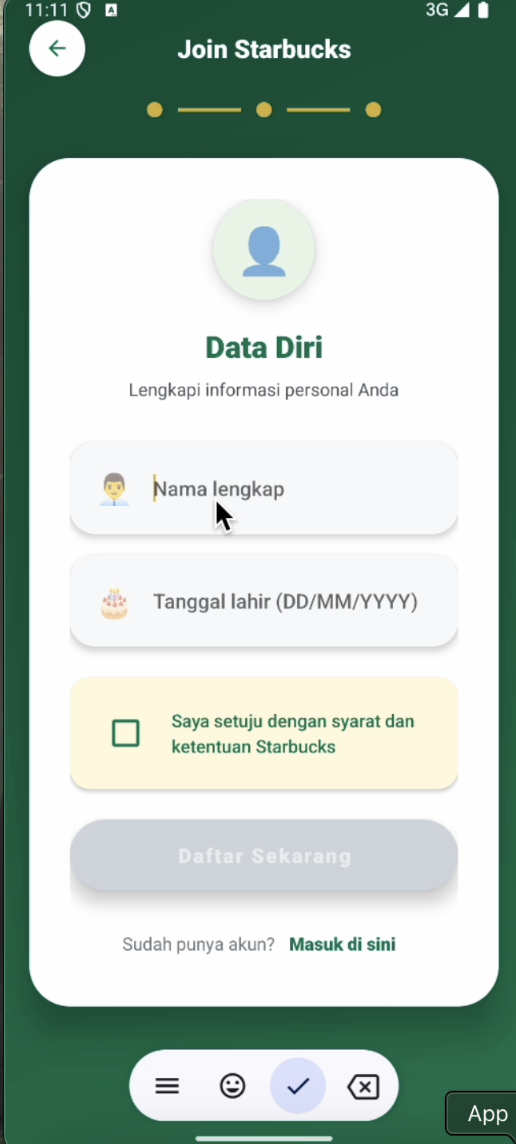 11:11
3G
Join Starbucks
Data Diri
Lengkapi informasi personal Anda
Nama lengkap
Tanggal lahir (DD/MM/YYYY)
Saya setuju dengan syarat dan
ketentuan Starbucks
Daftar Sekarang
Sudah punya akun? Masuk di sini
App